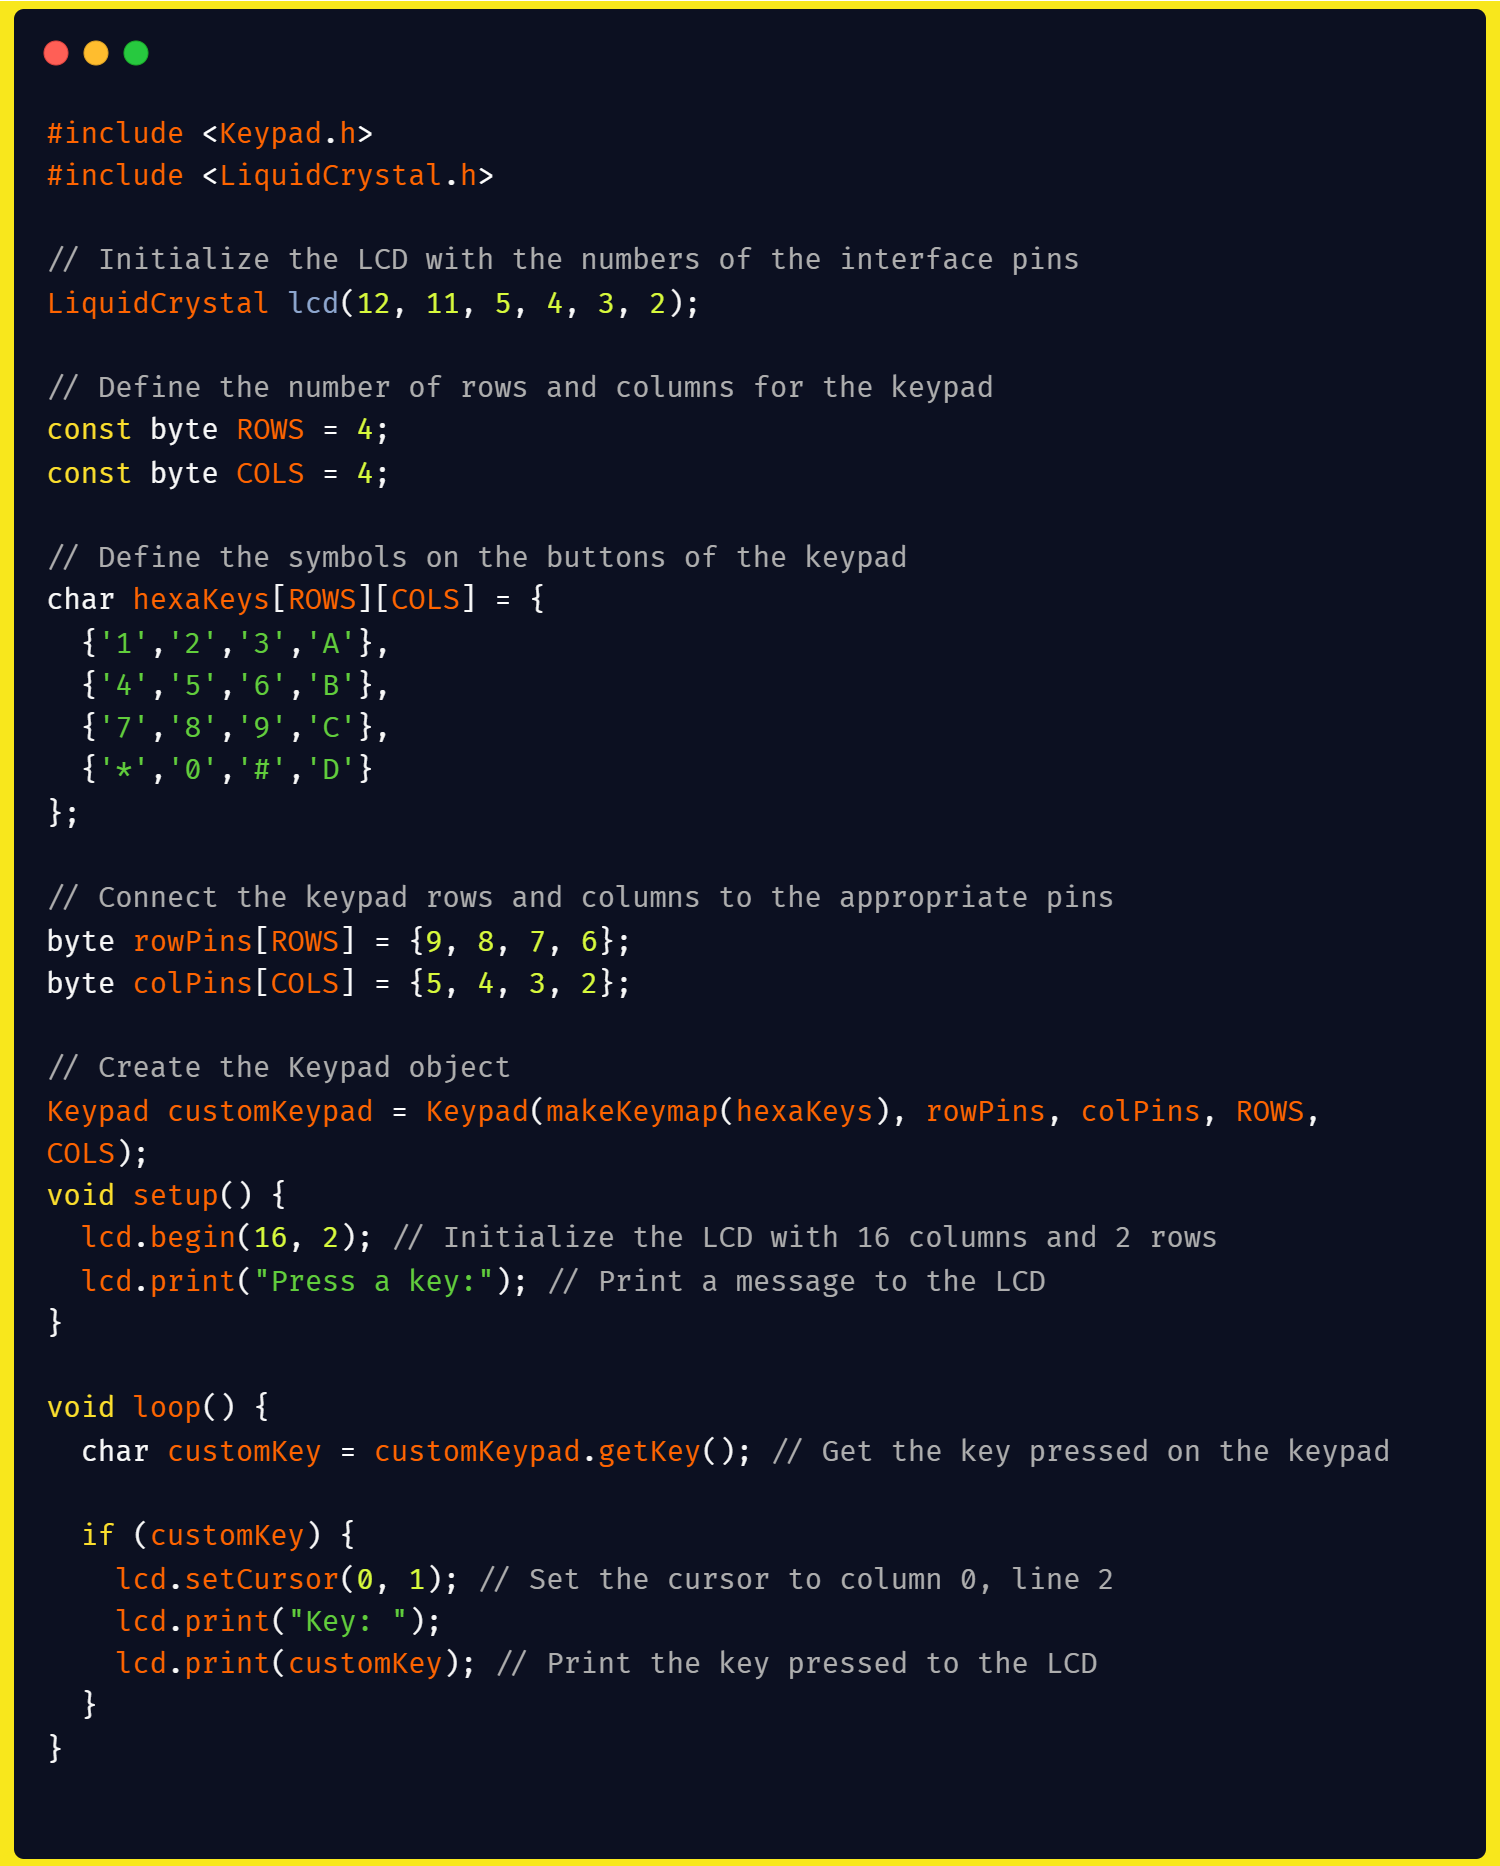 #include <Keypad.h>
#include <LiquidCrystal.h>
// Initialize the LCD with the numbers of the interface pins
LiquidCrystal lcd(12, 11, 5, 4, 3, 2);
// Define the number of rows and columns for the keypad
const byte ROWS = 4;
const byte COLS = 4;
// Define the symbols on the buttons of the keypad
char hexaKeys[ROWS][COLS] = {
  {'1','2','3','A'},
  {'4','5','6','B'},
  {'7','8','9','C'},
  {'*','0','#','D'}
};
// Connect the keypad rows and columns to the appropriate pins
byte rowPins[ROWS] = {9, 8, 7, 6};
byte colPins[COLS] = {5, 4, 3, 2};
// Create the Keypad object
Keypad customKeypad = Keypad(makeKeymap(hexaKeys), rowPins, colPins, ROWS,
COLS);
void setup() {
  lcd.begin(16, 2); // Initialize the LCD with 16 columns and 2 rows
  lcd.print("Press a key:"); // Print a message to the LCD
}
void loop() {
  char customKey = customKeypad.getKey(); // Get the key pressed on the keypad
  if (customKey) {
    lcd.setCursor(0, 1); // Set the cursor to column 0, line 2
    lcd.print("Key: ");
    lcd.print(customKey); // Print the key pressed to the LCD
  }
}